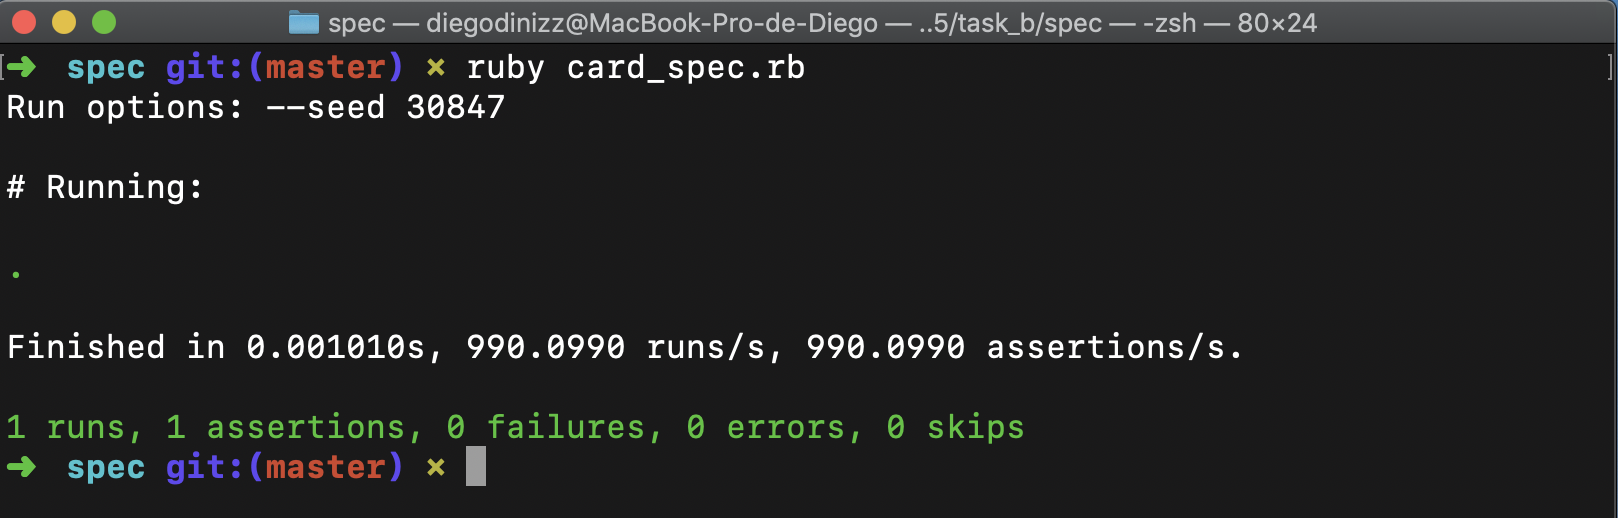 spec — diegodinizz@MacBook-Pro-de-Diego — ..5/task_b/spec — -zsh — 80×24
[➜  spec git:(master) ✗ ruby card_spec.rb ]
Run options: --seed 30847
# Running:
.
Finished in 0.001010s, 990.0990 runs/s, 990.0990 assertions/s.
1 runs, 1 assertions, 0 failures, 0 errors, 0 skips
➜  spec git:(master) ✗